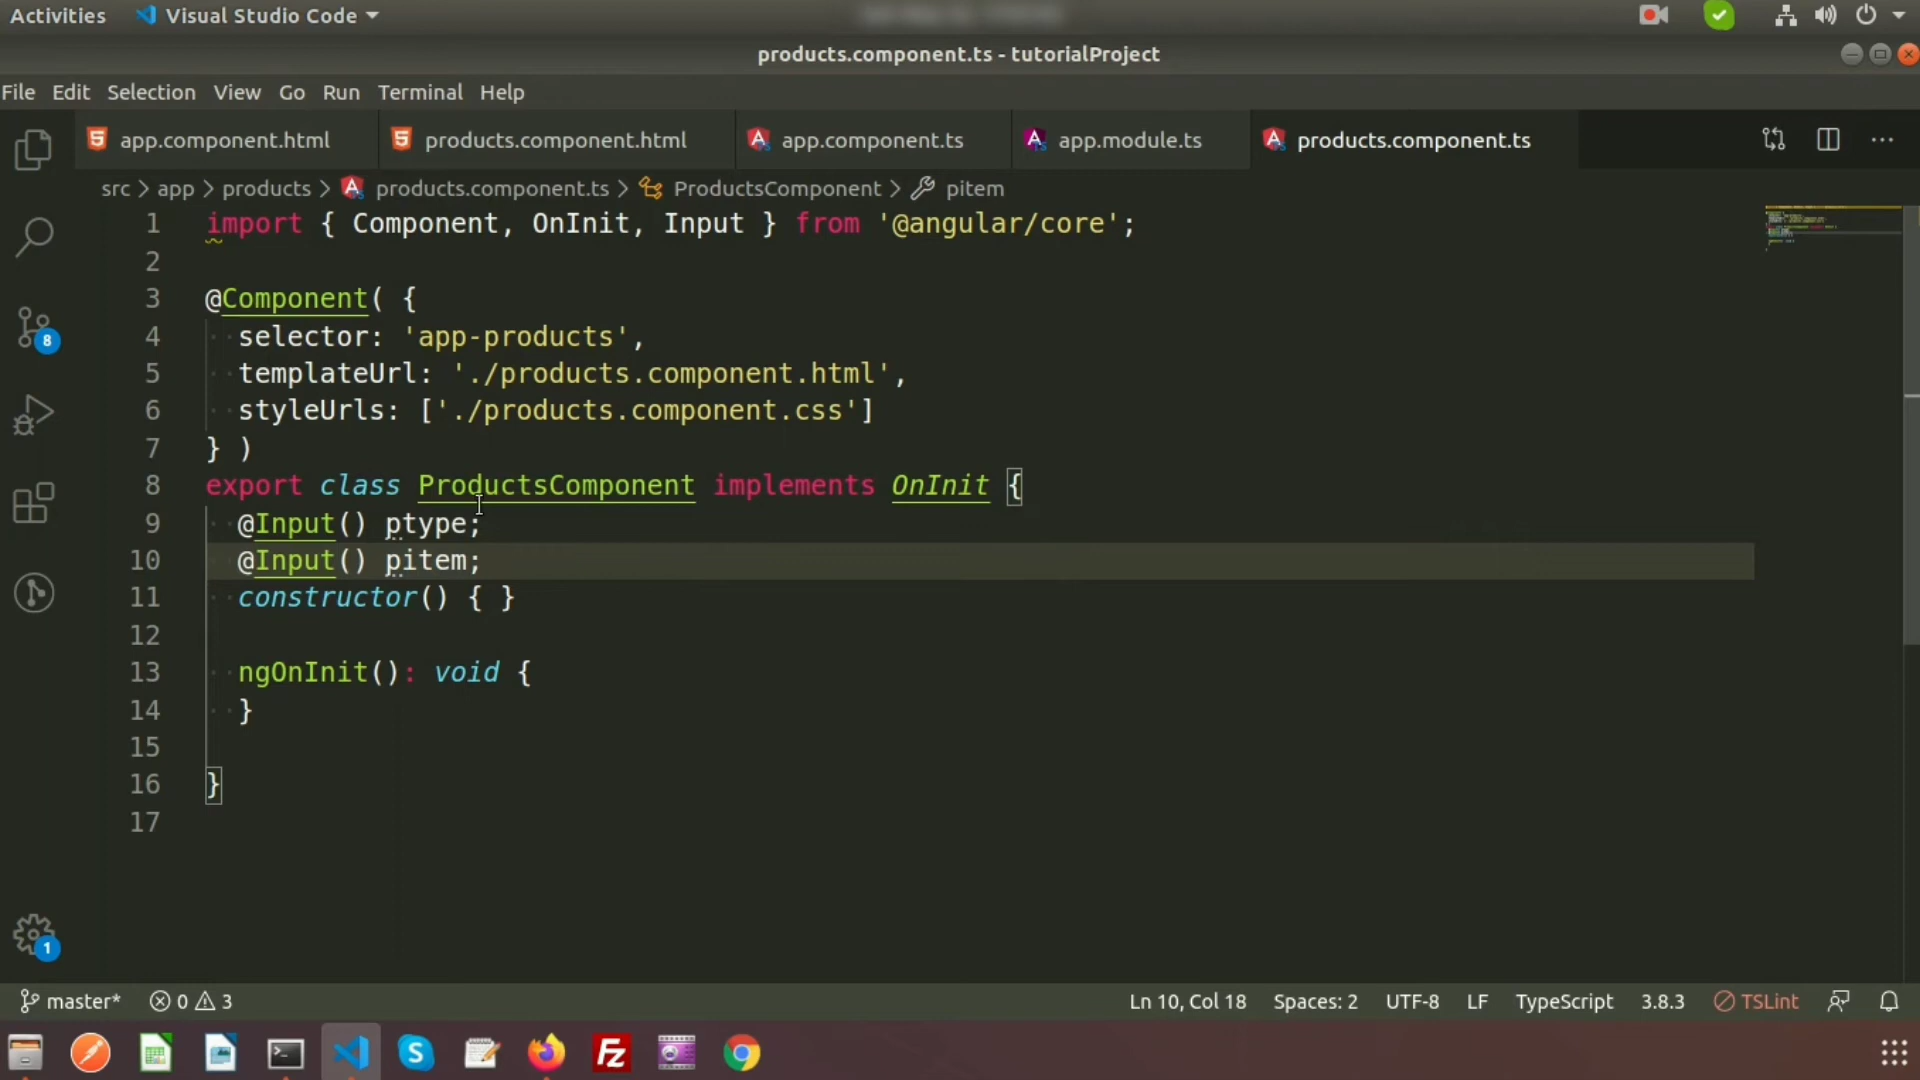 Activities Visual Studio Code
products.component.ts - tutorialProject
File Edit Selection View Go Run Terminal Help
app.component.html products.component.html app.component.ts app.module.ts products.component.ts
src > app > products > products.component.ts > ProductsComponent > pitem
1 import { Component, OnInit, Input } from '@angular/core';
2
3 @Component( {
4 selector: 'app-products',
5 templateUrl: './products.component.html',
6 styleUrls: ['./products.component.css']
7 } )
8 export class ProductsComponent implements OnInit {
9 @Input() ptype;
10 @Input() pitem;
11 constructor() { }
12
13 ngOnInit(): void {
14 }
15
16 }
17
8
1
master* 0 3 Ln 10, Col 18 Spaces: 2 UTF-8 LF TypeScript 3.8.3 TSLint